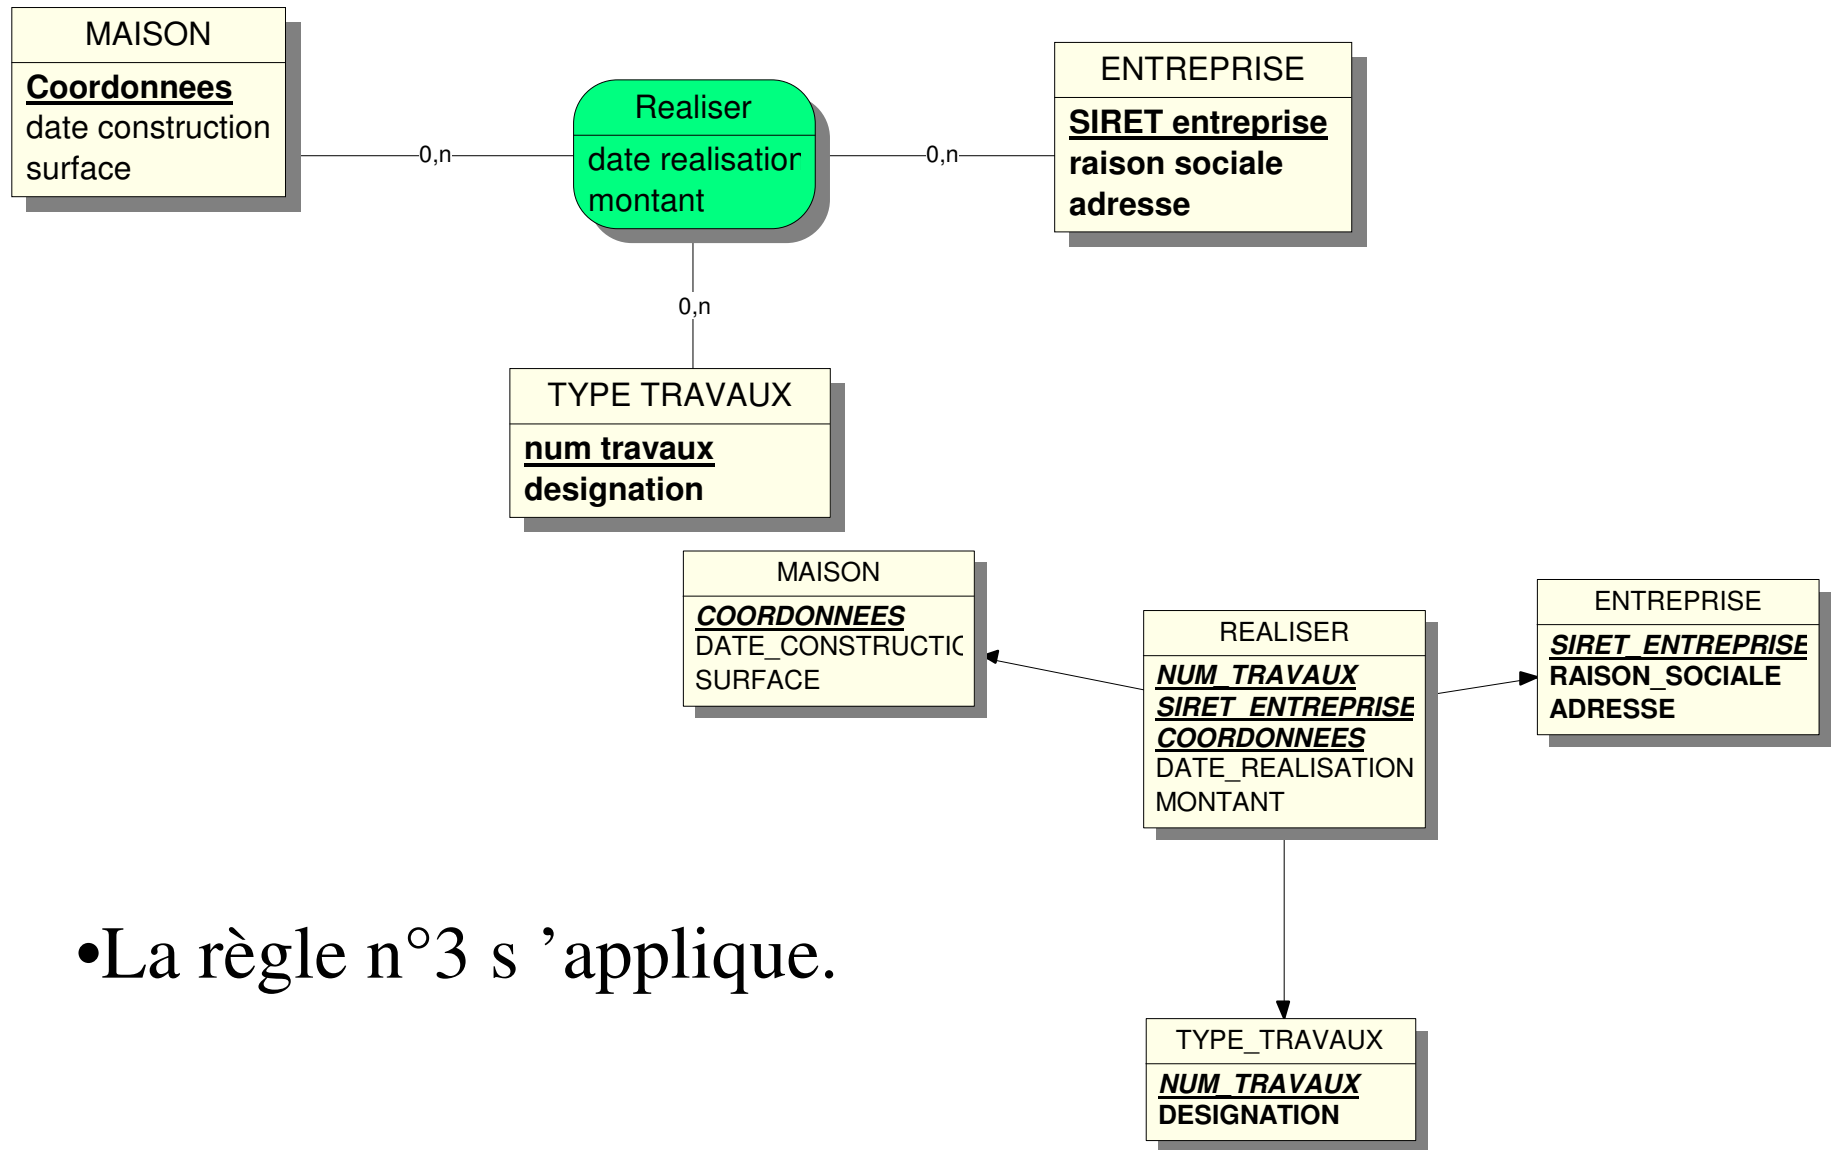 MAISON
Coordonnees
date construction
surface
0,n
Realiser
date realisation
montant
0,n
ENTREPRISE
SIRET entreprise
raison sociale
adresse
0,n
TYPE TRAVAUX
num travaux
designation
MAISON
COORDONNEES
DATE_CONSTRUCTIC
SURFACE
REALISER
NUM_TRAVAUX
SIRET_ENTREPRISE
COORDONNEES
DATE_REALISATION
MONTANT
ENTREPRISE
SIRET_ENTREPRISE
RAISON_SOCIALE
ADRESSE
•La règle n°3 s ’applique.
TYPE_TRAVAUX
NUM_TRAVAUX
DESIGNATION